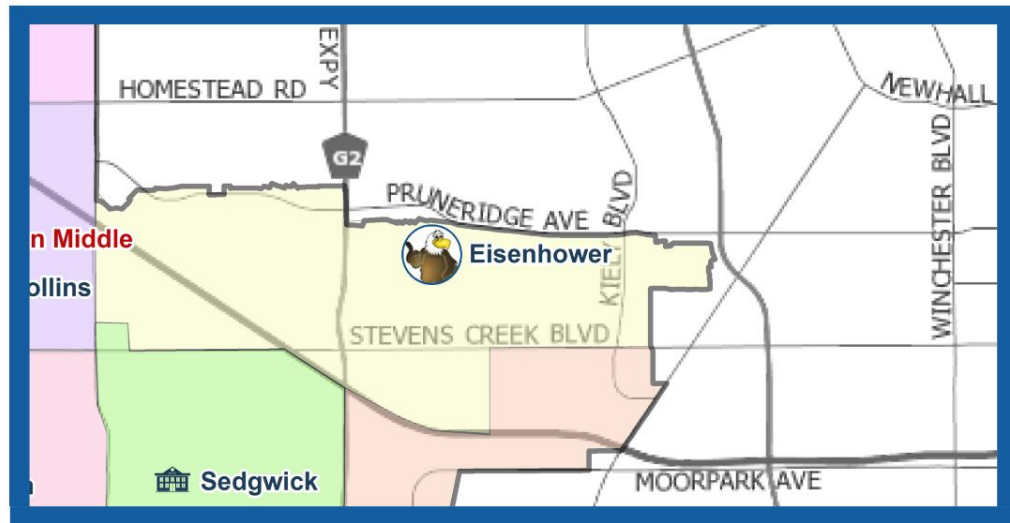 EXPY
HOMESTEAD RD
NEWHALL
G2
WINCHESTER BLVD
PRUNERIDGE AVE
KIELY BLVD
n Middle
Eisenhower
ollins
STEVENS CREEK BLVD
Sedgwick
MOORPARK AVE